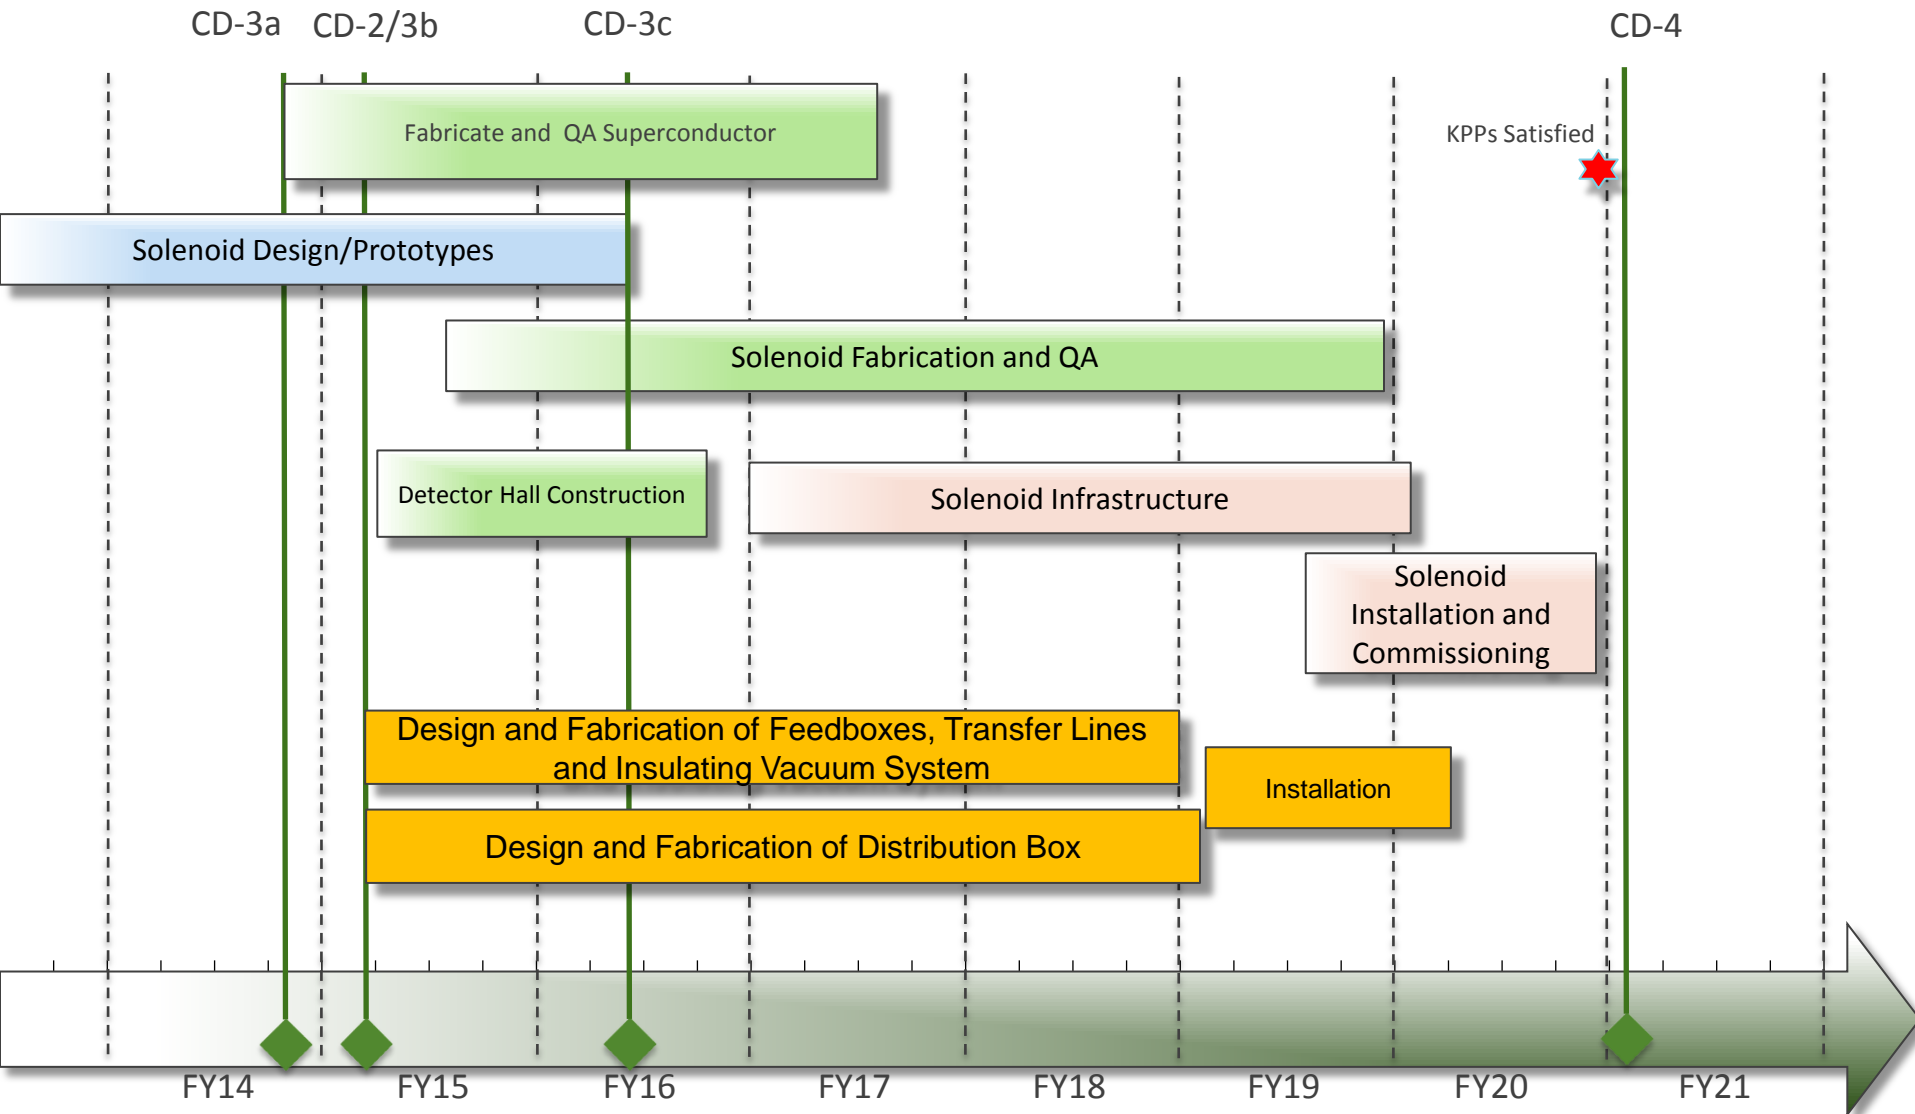 CD-3a CD-2/3b CD-3c CD-4
Fabricate and QA Superconductor
KPPs Satisfied
Solenoid Design/Prototypes
Solenoid Fabrication and QA
Detector Hall Construction
Solenoid Infrastructure
Solenoid
Installation and
Commissioning
Design and Fabrication of Feedboxes, Transfer Lines
and Insulating Vacuum System
Installation
Design and Fabrication of Distribution Box
FY14 FY15 FY16 FY17 FY18 FY19 FY20 FY21